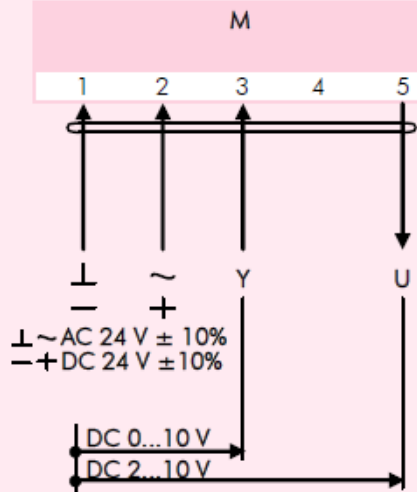 M
1 2 3 4 5
⊥ ~ Y U
− +
⊥ ~ AC 24 V ± 10%
− + DC 24 V ± 10%
DC 0...10 V
DC 2...10 V